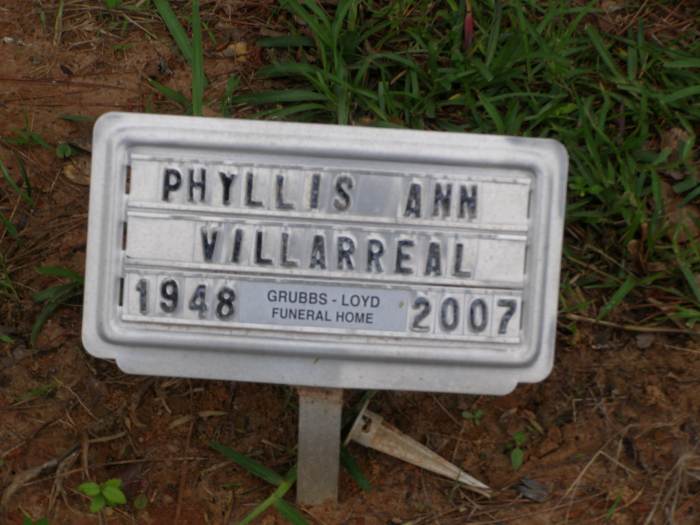 PHYLLIS ANN
VILLARREAL
1948 GRUBBS - LOYD FUNERAL HOME 2007